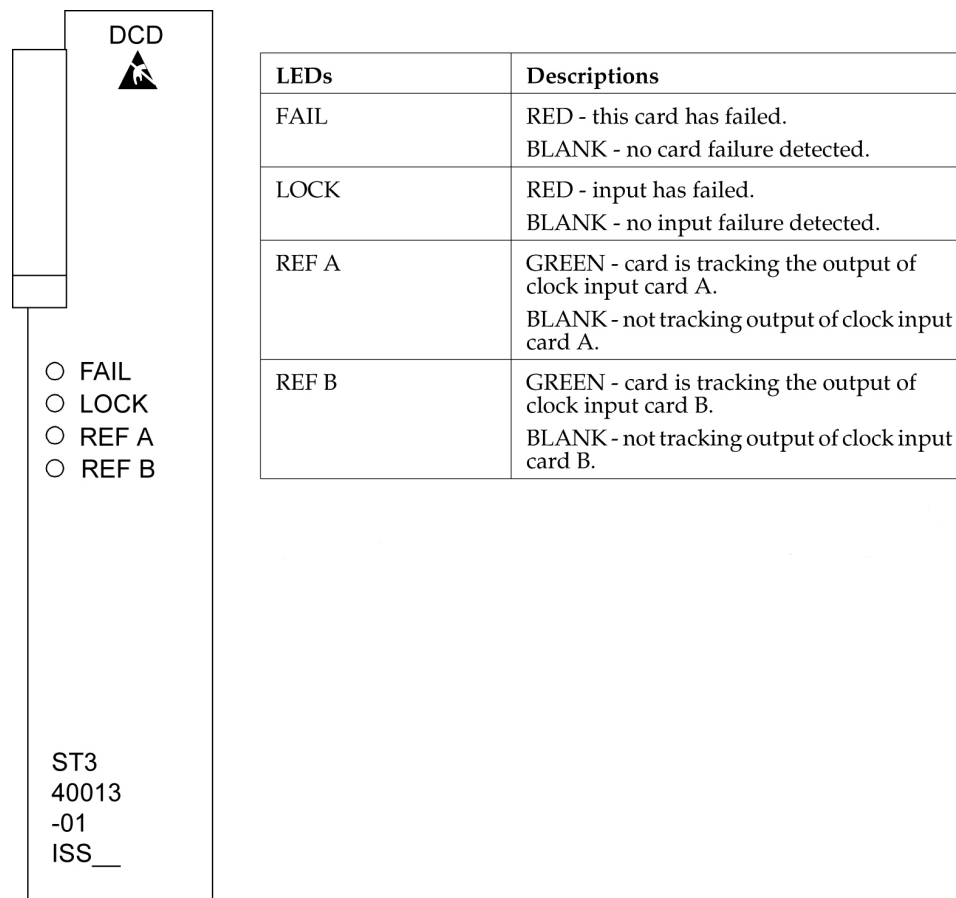 DCD
FAIL
LOCK
REF A
REF B
ST3
40013
-01
ISS__
LEDs Descriptions
FAIL RED - this card has failed.
BLANK - no card failure detected.
LOCK RED - input has failed.
BLANK - no input failure detected.
REF A GREEN - card is tracking the output of
clock input card A.
BLANK - not tracking output of clock input
card A.
REF B GREEN - card is tracking the output of
clock input card B.
BLANK - not tracking output of clock input
card B.